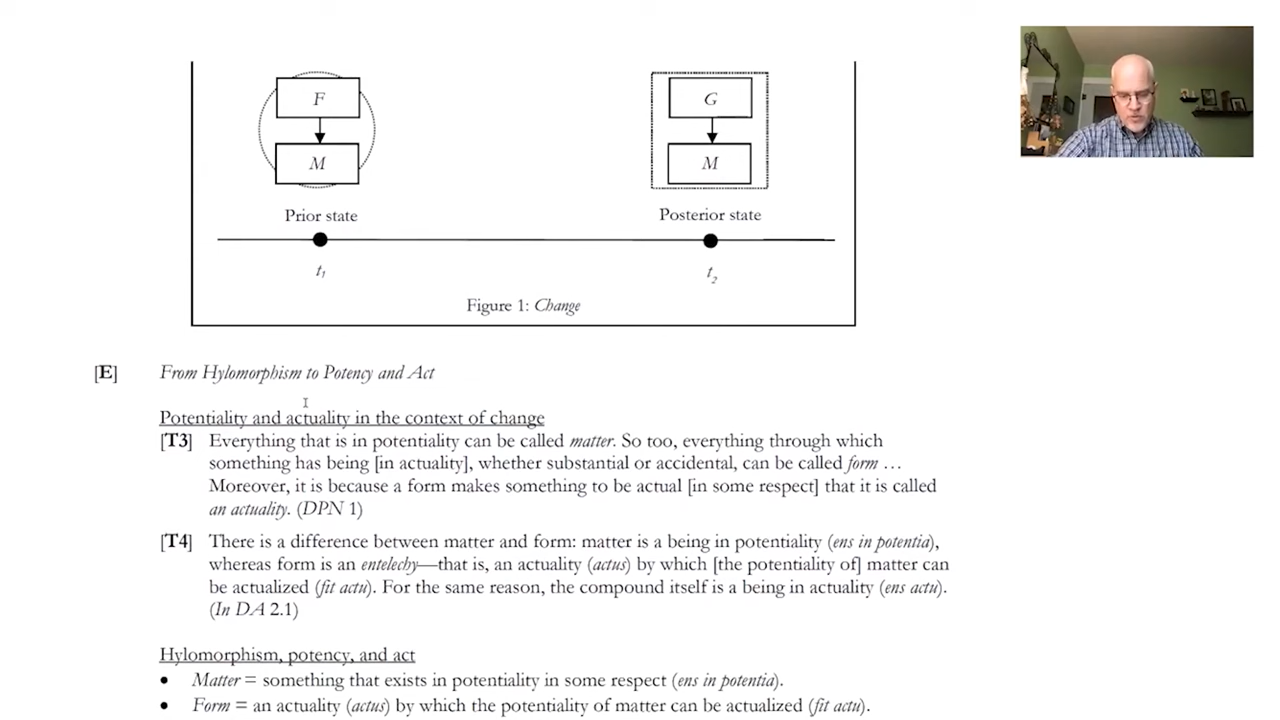 F G
M M
Prior state Posterior state
t1 t2
Figure 1: Change
[E] From Hylomorphism to Potency and Act
Potentiality and actuality in the context of change
[T3] Everything that is in potentiality can be called matter. So too, everything through which
something has being [in actuality], whether substantial or accidental, can be called form …
Moreover, it is because a form makes something to be actual [in some respect] that it is called
an actuality. (DPN 1)
[T4] There is a difference between matter and form: matter is a being in potentiality (ens in potentia),
whereas form is an entelechy—that is, an actuality (actus) by which [the potentiality of] matter can
be actualized (fit actu). For the same reason, the compound itself is a being in actuality (ens actu).
(In DA 2.1)
Hylomorphism, potency, and act
• Matter = something that exists in potentiality in some respect (ens in potentia).
• Form = an actuality (actus) by which the potentiality of matter can be actualized (fit actu).